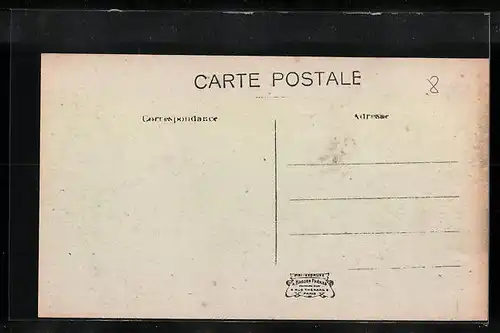 CARTE POSTALE
8
Correspondance
Adresse